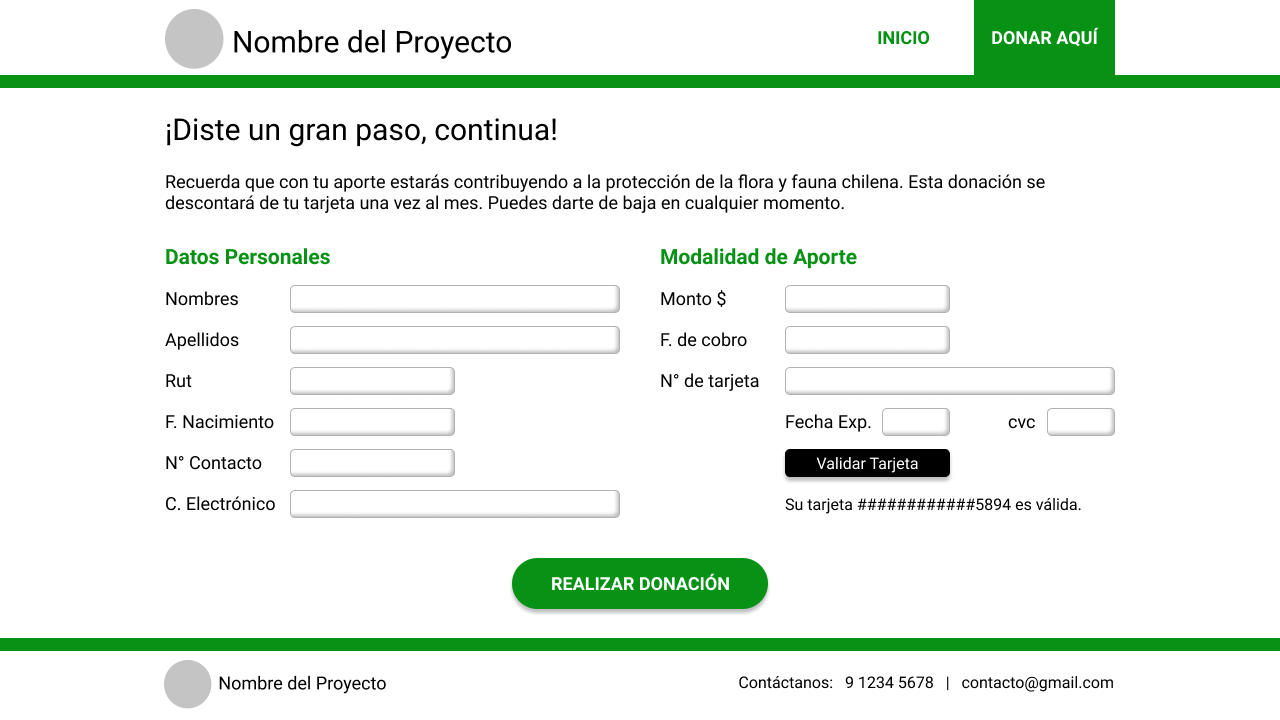 Nombre del Proyecto
INICIO
DONAR AQUÍ
¡Diste un gran paso, continua!
Recuerda que con tu aporte estarás contribuyendo a la protección de la flora y fauna chilena. Esta donación se
descontará de tu tarjeta una vez al mes. Puedes darte de baja en cualquier momento.
Datos Personales
Nombres
Apellidos
Rut
F. Nacimiento
N° Contacto
C. Electrónico
Modalidad de Aporte
Monto $
F. de cobro
N° de tarjeta
Fecha Exp.
cvc
Validar Tarjeta
Su tarjeta ############5894 es válida.
REALIZAR DONACIÓN
Nombre del Proyecto
Contáctanos: 9 1234 5678 | contacto@gmail.com